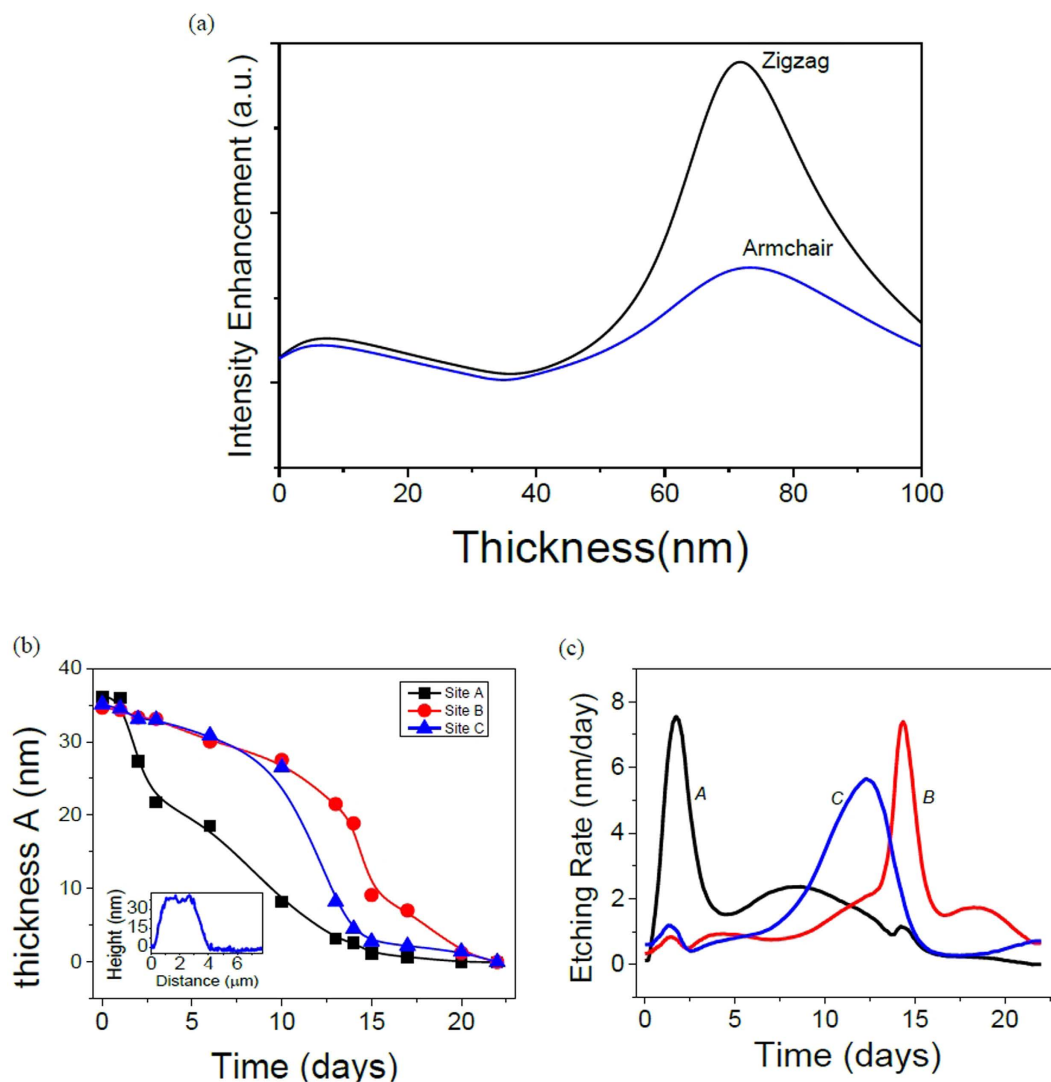 (a)
Zigzag
Armchair
Intensity Enhancement (a.u.)
0 20 40 60 80 100
Thickness(nm)
(b)
40
30
20
10
0
thickness A (nm)
Site A
Site B
Site C
30
15
0
Height (nm)
0 2 4 6
Distance (μm)
0 5 10 15 20
Time (days)
(c)
8
6
4
2
0
Etching Rate (nm/day)
A
C
B
0 5 10 15 20
Time (days)